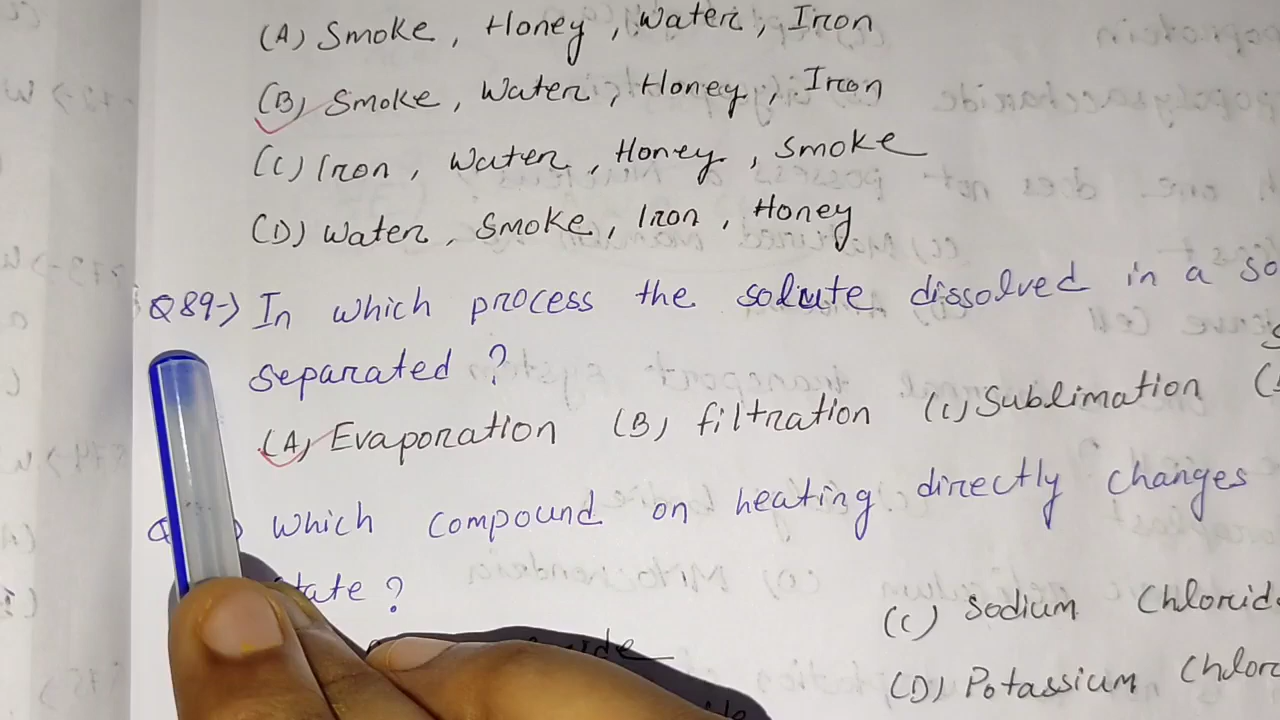 (A) Smoke, Honey, Water, Iron
(B) Smoke, Water, Honey, Iron
(C) Iron, Water, Honey, Smoke
(D) Water, Smoke, Iron, Honey
Q89→) In which process the solute dissolved in a so
separated ?
(A) Evaporation (B) filtration (C) Sublimation
which compound on heating directly changes
tate ?
(C) Sodium Chlorid
(D) Potassium Chlor